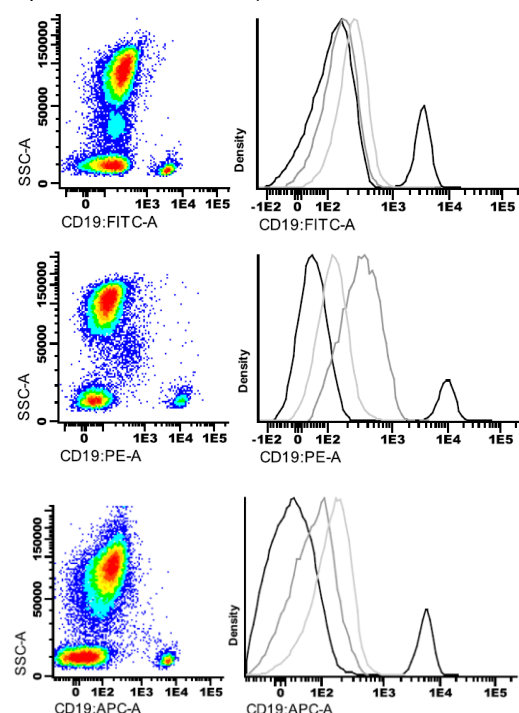 150000
50000
0
SSC-A
0 1E3 1E4 1E5
CD19:FITC-A
Density
-1E2 0 1E2 1E3 1E4 1E5
CD19:FITC-A
150000
50000
0
SSC-A
0 1E3 1E4 1E5
CD19:PE-A
Density
-1E2 0 1E2 1E3 1E4 1E5
CD19:PE-A
150000
50000
0
SSC-A
0 1E2 1E3 1E4 1E5
CD19:APC-A
Density
0 1E2 1E3 1E4 1E5
CD19:APC-A